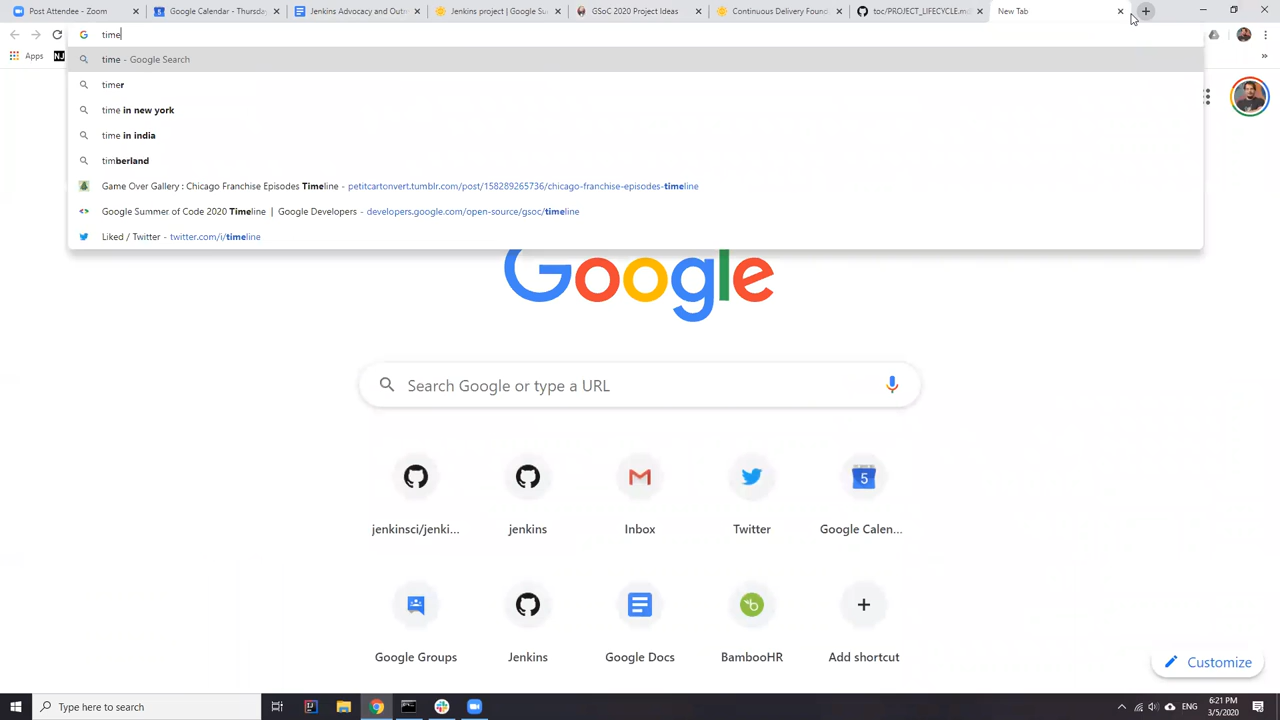 Post Attendee - Zoom
Google Calendar - Thursday
Jenkins Advocacy and Outr
Jenkins project | Google Sum
GSoC 2020 Project Ideas
Continuous Delivery Found
toc/PROJECT_LIFECYCLE.md
New Tab
time
Apps
NJ
time - Google Search
timer
time in new york
time in india
timberland
Game Over Gallery : Chicago Franchise Episodes Timeline - petitcartonvert.tumblr.com/post/158289265736/chicago-franchise-episodes-timeline
Google Summer of Code 2020 Timeline | Google Developers - developers.google.com/open-source/gsoc/timeline
Liked / Twitter - twitter.com/i/timeline
Google
Search Google or type a URL
5
jenkinsci/jenki...
jenkins
Inbox
Twitter
Google Calen...
Google Groups
Jenkins
Google Docs
BambooHR
Add shortcut
Customize
Type here to search
ENG
6:21 PM
3/5/2020